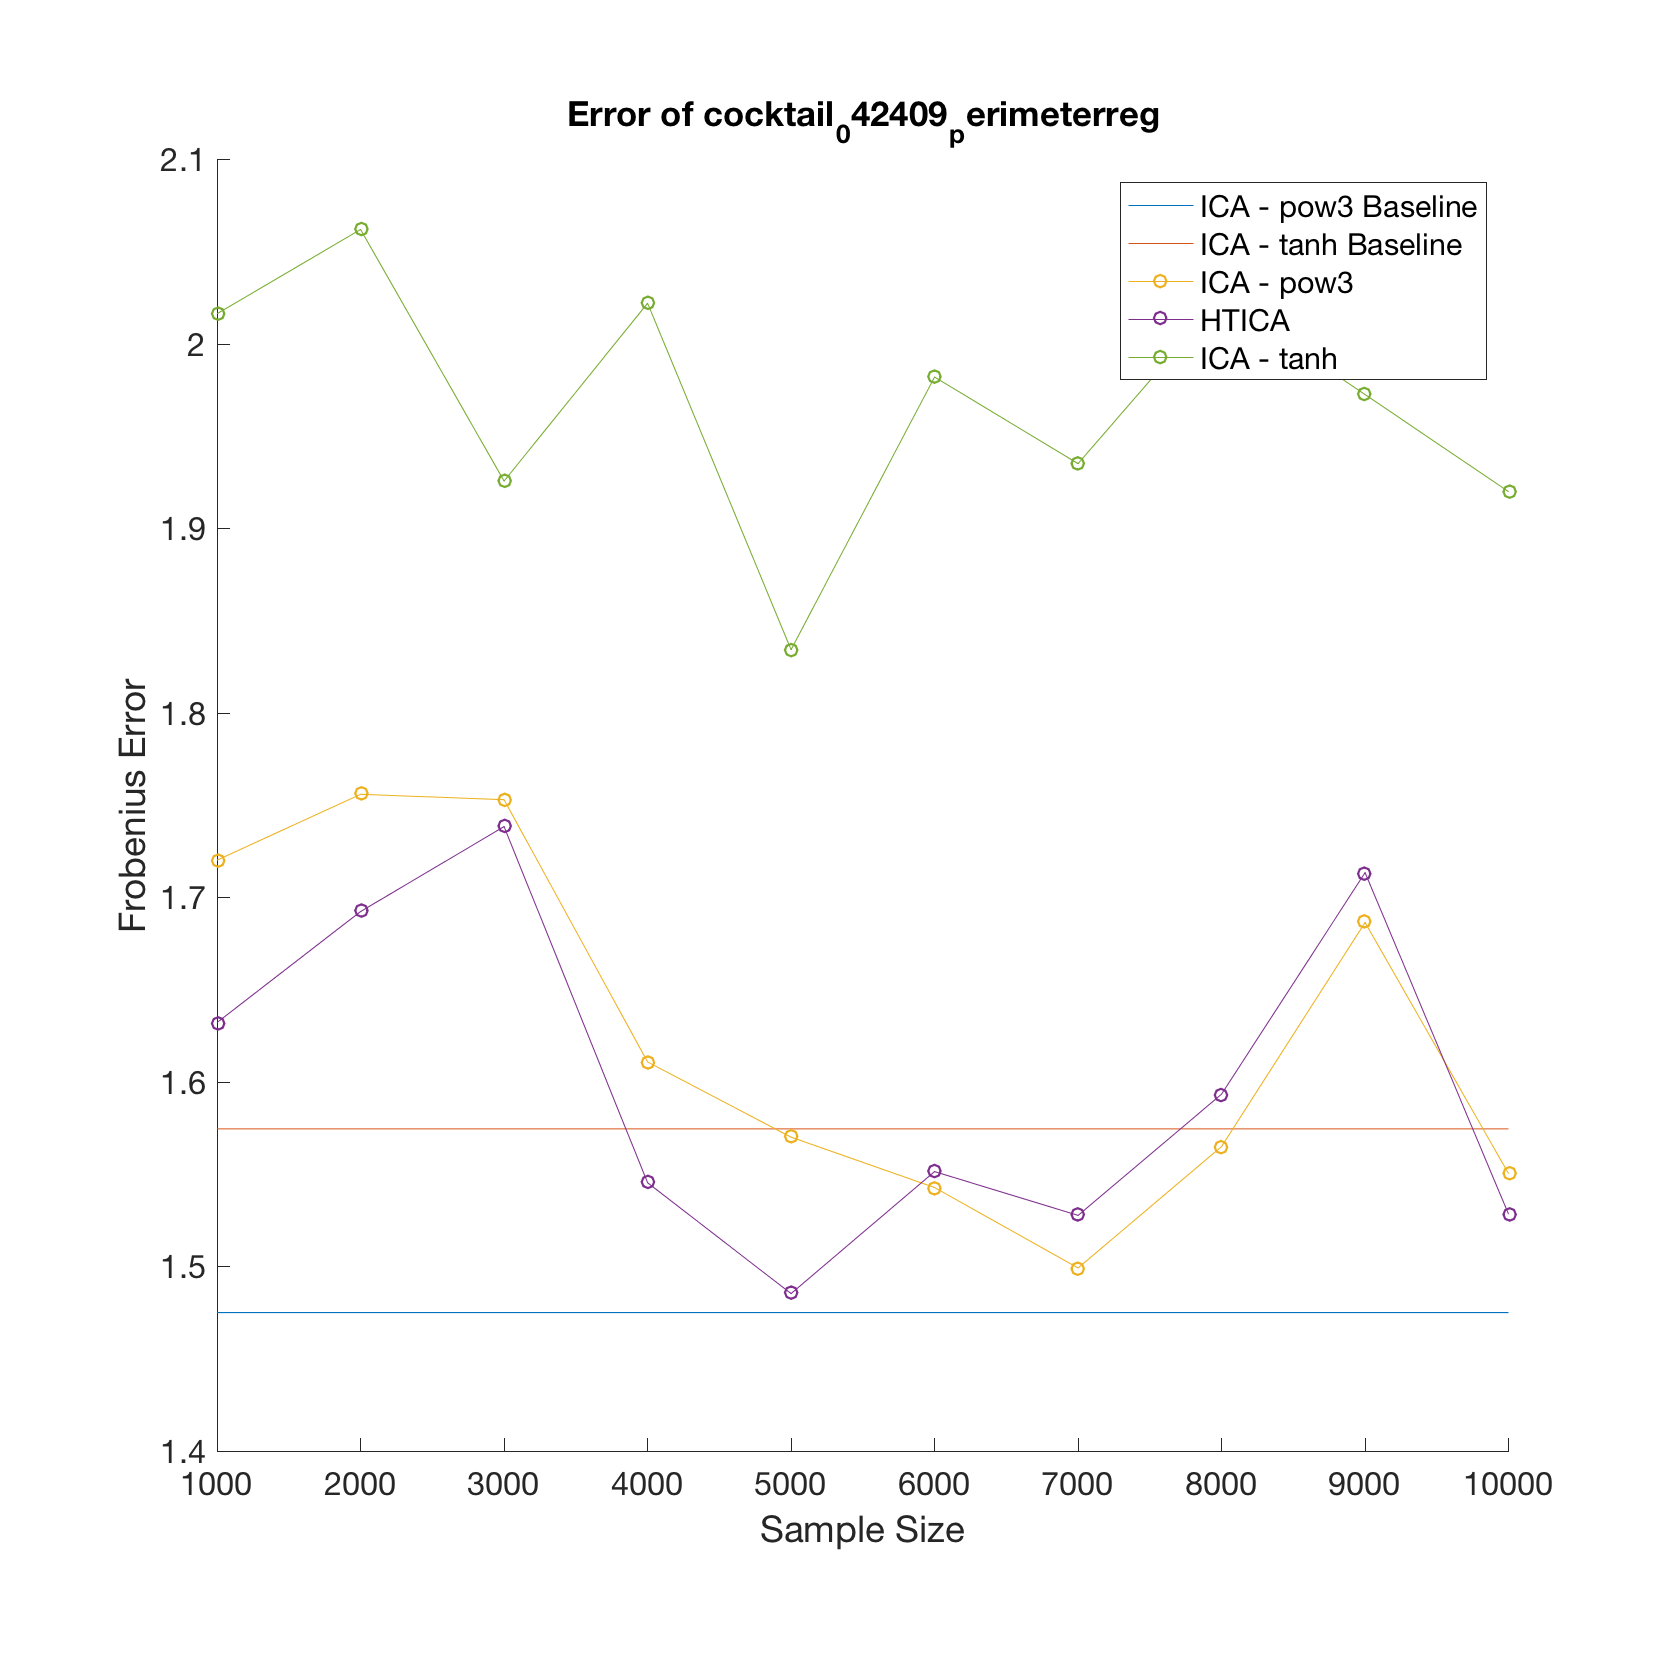 Error of cocktail_042409_perimeterreg
2.1
2
1.9
1.8
1.7
1.6
1.5
1.4
Frobenius Error
ICA - pow3 Baseline
ICA - tanh Baseline
ICA - pow3
HTICA
ICA - tanh
1000 2000 3000 4000 5000 6000 7000 8000 9000 10000
Sample Size